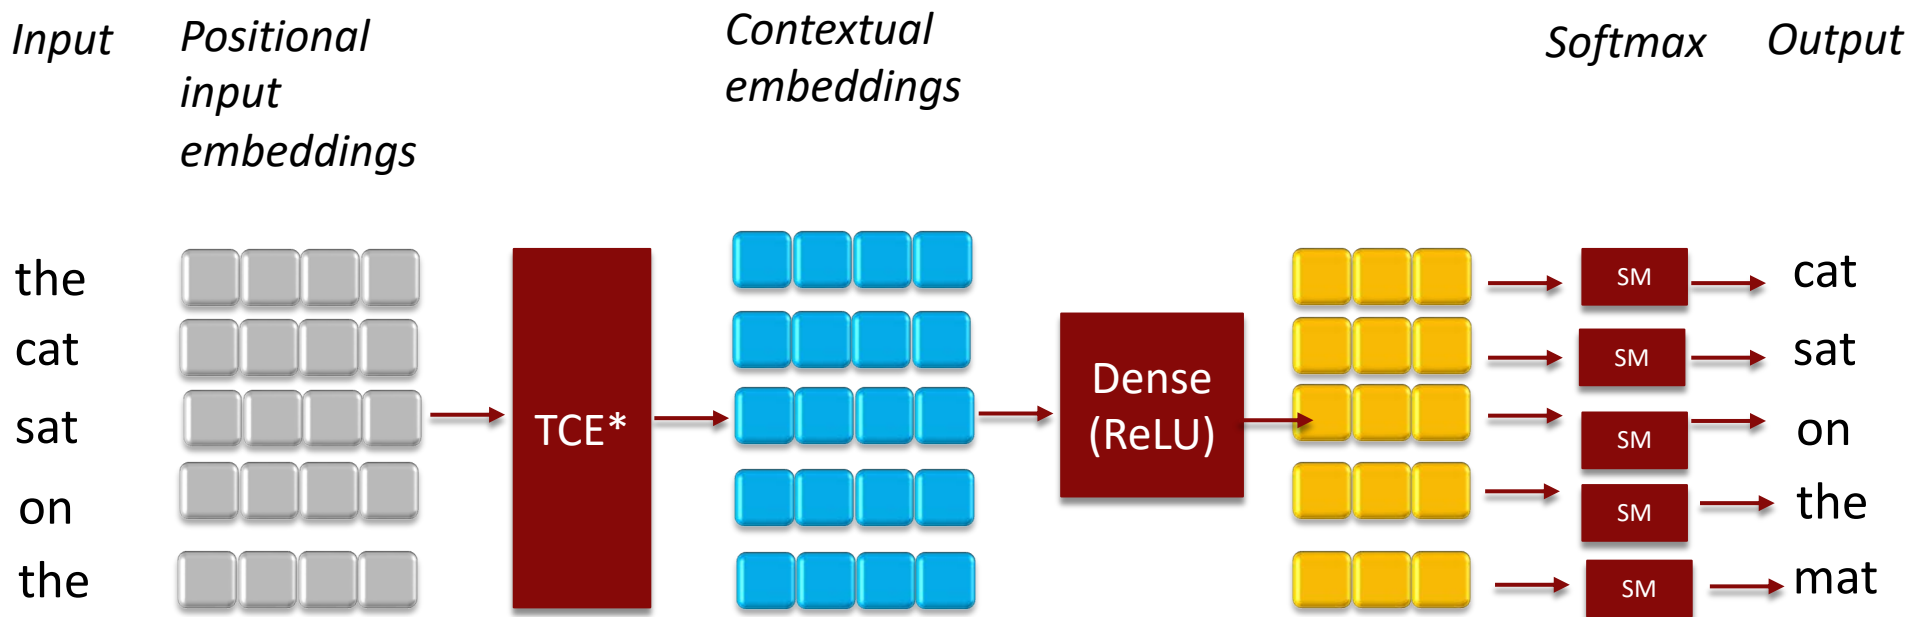 Input
Positional
input
embeddings
Contextual
embeddings
Softmax
Output
the
cat
sat
on
the
TCE*
Dense
(ReLU)
SM
SM
SM
SM
SM
cat
sat
on
the
mat